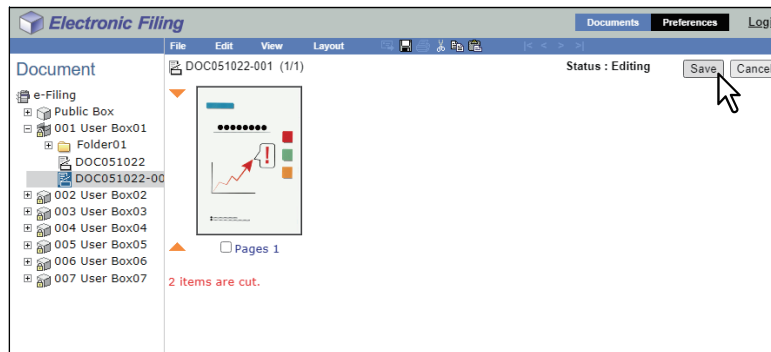 Electronic Filing
Documents Preferences Logi
File Edit View Layout |< < > >|
Document
DOC051022-001 (1/1)
Status : Editing
Save Cancel
e-Filing
Public Box
001 User Box01
Folder01
DOC051022
DOC051022-00
002 User Box02
003 User Box03
004 User Box04
005 User Box05
006 User Box06
007 User Box07
!
Pages 1
2 items are cut.